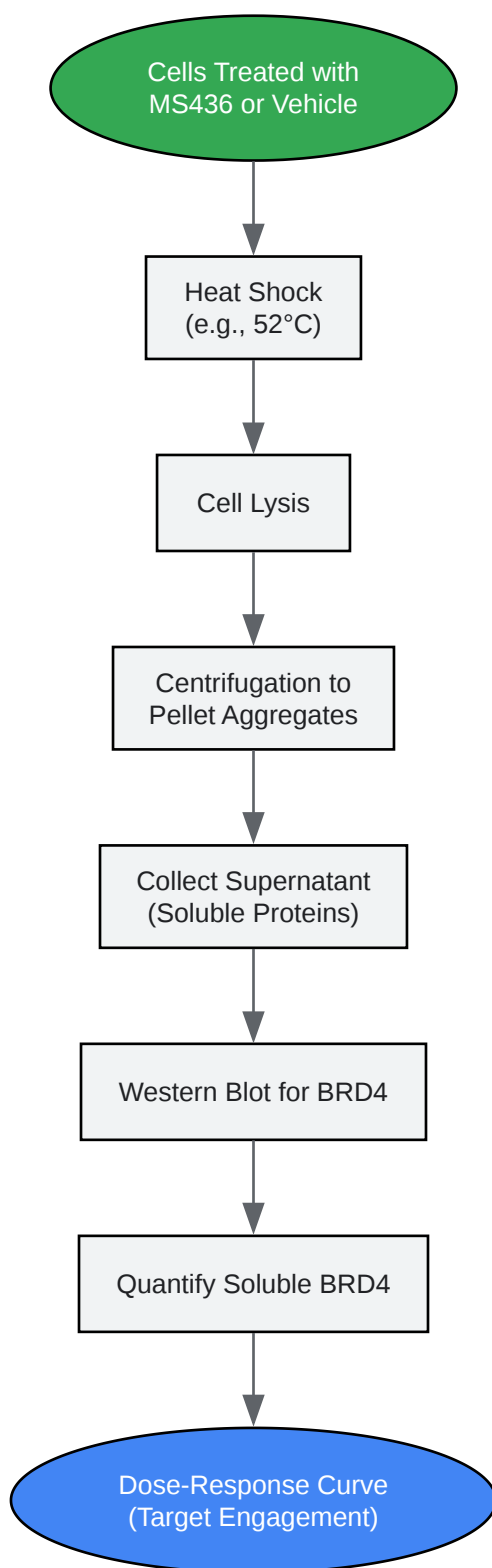 Cells Treated with
MS436 or Vehicle
Heat Shock
(e.g., 52°C)
Cell Lysis
Centrifugation to
Pellet Aggregates
Collect Supernatant
(Soluble Proteins)
Western Blot for BRD4
Quantify Soluble BRD4
Dose-Response Curve
(Target Engagement)